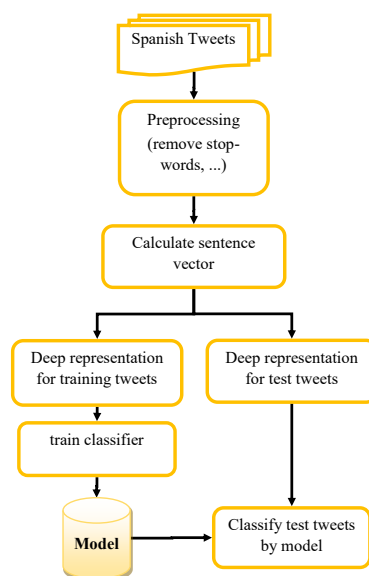 Spanish Tweets
Preprocessing
(remove stop-
words, ...)
Calculate sentence
vector
Deep representation
for training tweets
Deep representation
for test tweets
train classifier
Model
Classify test tweets
by model